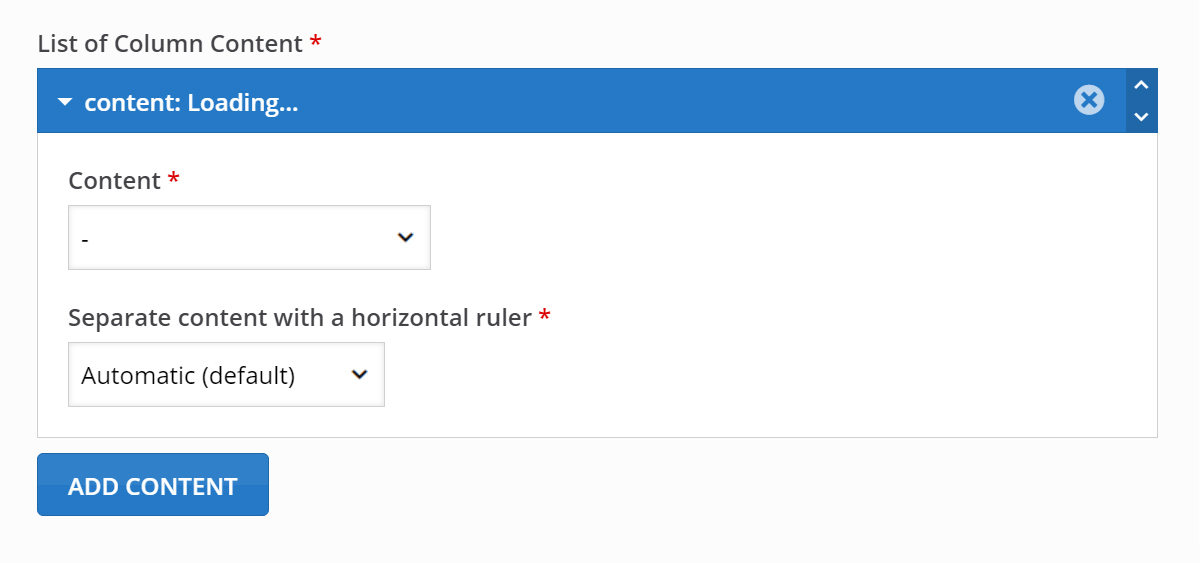 List of Column Content *
content: Loading...
Content *
-
Separate content with a horizontal ruler *
Automatic (default)
ADD CONTENT